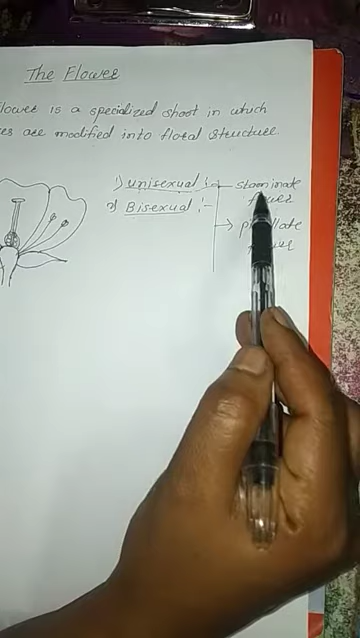 The Flower
Flower is a specialized shoot in which
are modified into floral structure.
1) unisexual :- staminate
flower
2) Bisexual :-